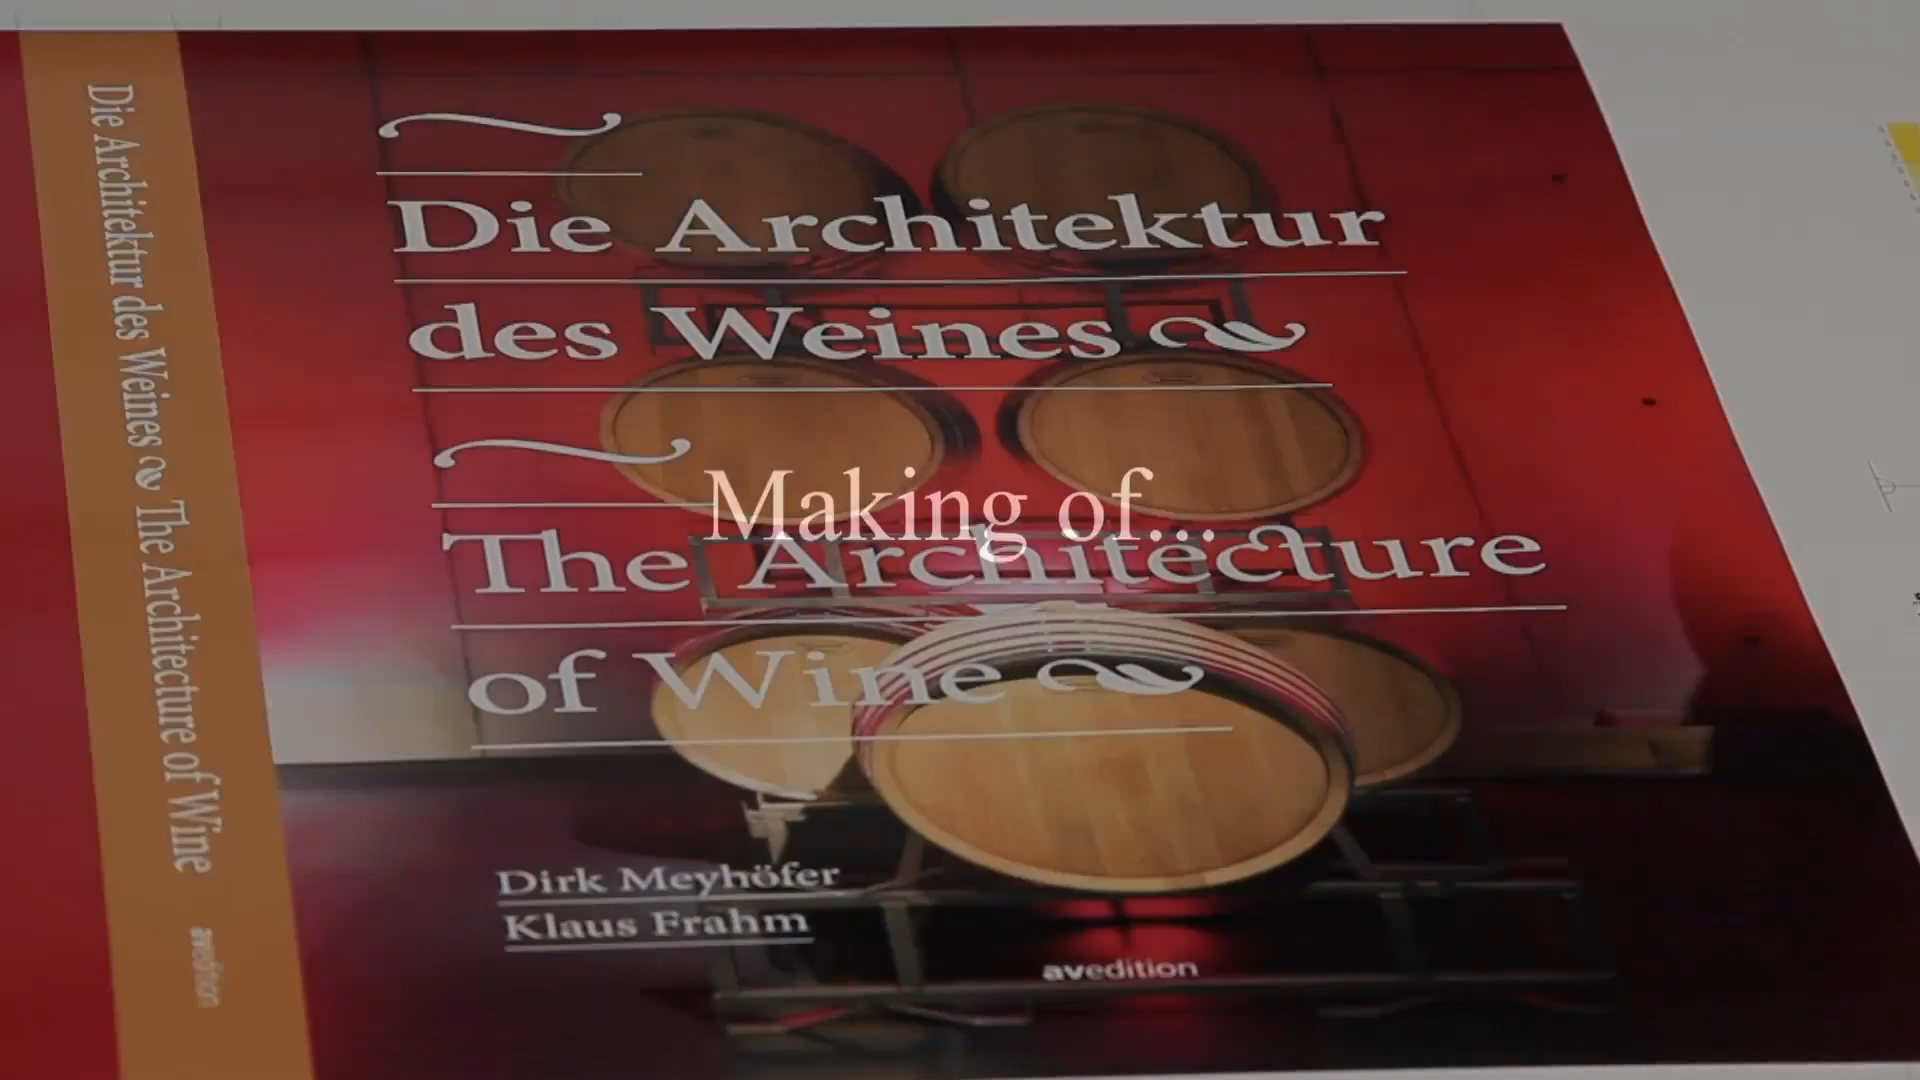 Die Architektur des Weines The Architecture of Wine
avedition
Die Architektur
des Weines
Making of...
The Architecture
of Wine
Dirk Meyhöfer
Klaus Frahm
avedition